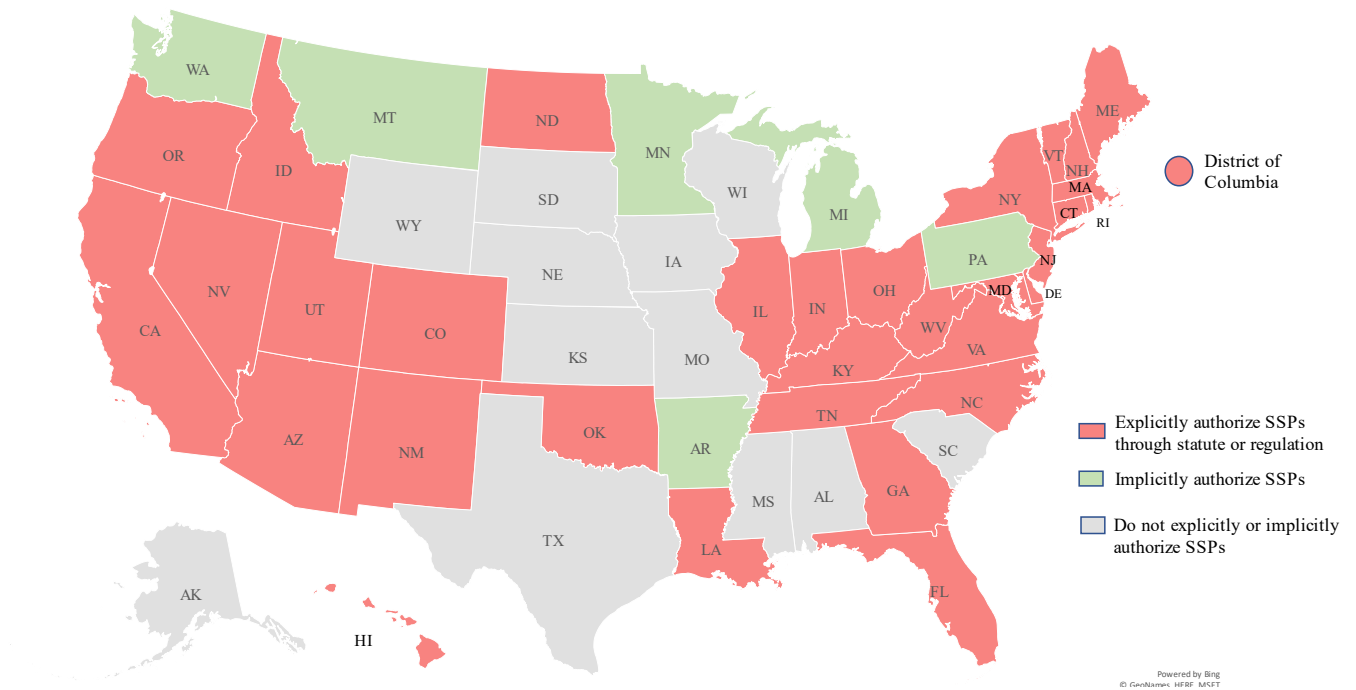 WA
MT
ND
MN
OR
ID
SD
WI
MI
WY
ME
VT
NH
MA
NY
CT
RI
PA
NJ
NE
IA
NV
UT
CO
CA
IL
IN
OH
MD
DE
WV
VA
KS
MO
KY
NC
TN
AZ
NM
OK
AR
SC
MS
AL
GA
TX
LA
FL
AK
HI
District of
Columbia
Explicitly authorize SSPs
through statute or regulation
Implicitly authorize SSPs
Do not explicitly or implicitly
authorize SSPs
Powered by Bing
© GeoNames, HERE, MSFT